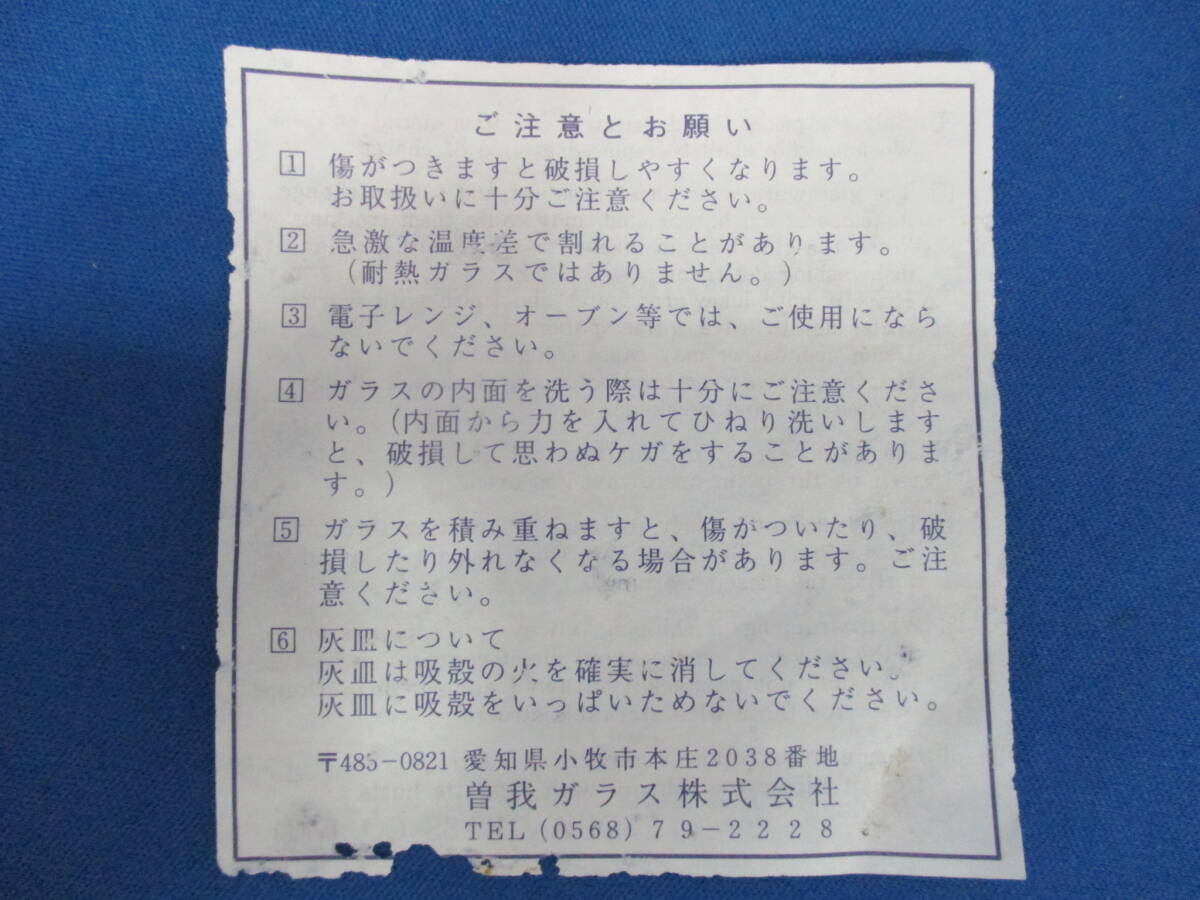 ご注意とお願い
1 傷がつきますと破損しやすくなります。
お取扱いに十分ご注意ください。
2 急激な温度差で割れることがあります。
（耐熱ガラスではありません。）
3 電子レンジ、オーブン等では、ご使用になら
ないでください。
4 ガラスの内面を洗う際は十分にご注意くださ
い。（内面から力を入れてひねり洗いします
と、破損して思わぬケガをすることがありま
す。）
5 ガラスを積み重ねますと、傷がついたり、破
損したり外れなくなる場合があります。ご注
意ください。
6 灰皿について
灰皿は吸殻の火を確実に消してください。
灰皿に吸殻をいっぱいためないでください。
〒485-0821 愛知県小牧市本庄2038番地
曽我ガラス株式会社
TEL (0568) 79-2228